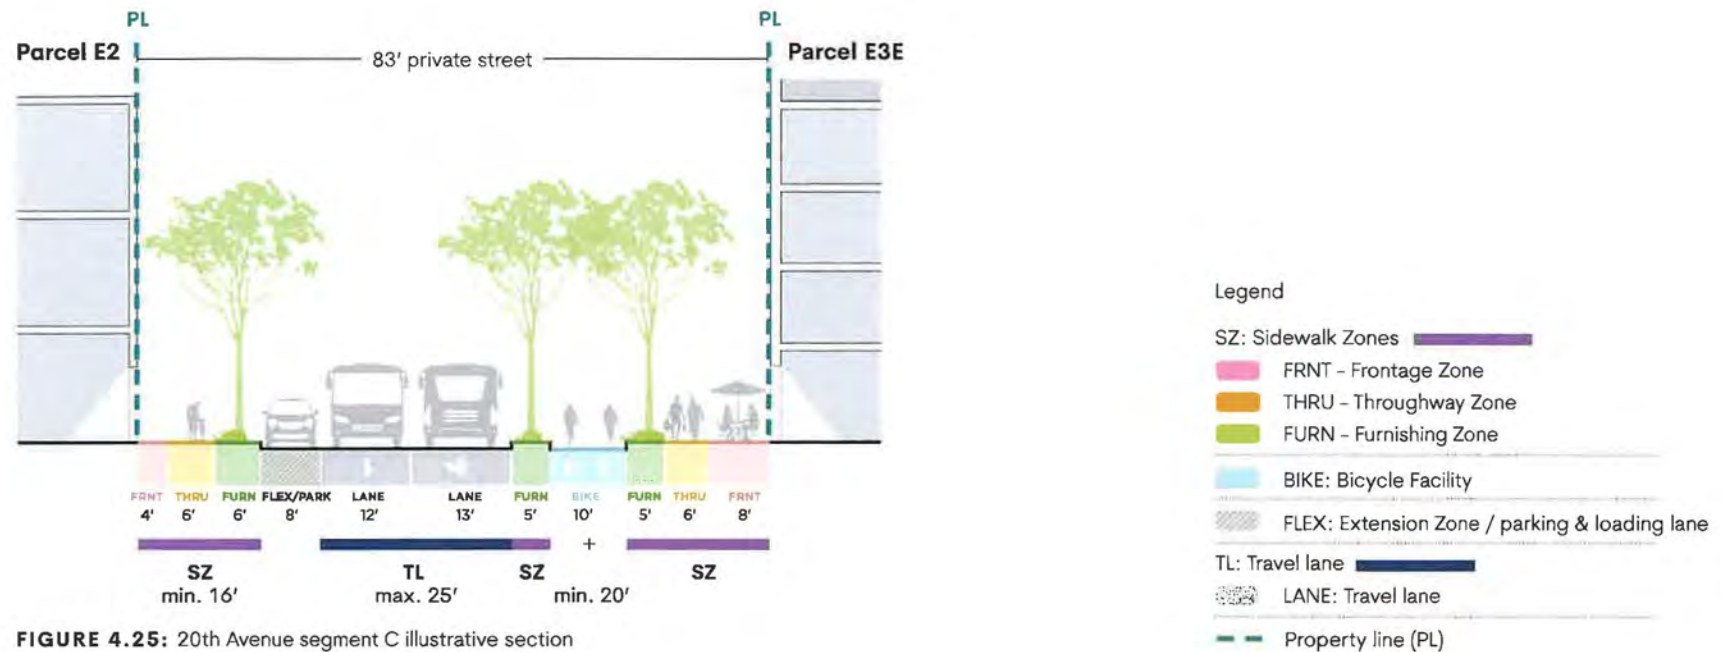 PL PL
Parcel E2 83' private street Parcel E3E
FRNT THRU FURN FLEX/PARK LANE LANE FURN BIKE FURN THRU FRNT
4' 6' 6' 8' 12' 13' 5' 10' 5' 6' 8'
+
SZ TL SZ SZ
min. 16' max. 25' min. 20'
FIGURE 4.25: 20th Avenue segment C illustrative section
Legend
SZ: Sidewalk Zones
FRNT - Frontage Zone
THRU - Throughway Zone
FURN - Furnishing Zone
BIKE: Bicycle Facility
FLEX: Extension Zone / parking & loading lane
TL: Travel lane
LANE: Travel lane
Property line (PL)